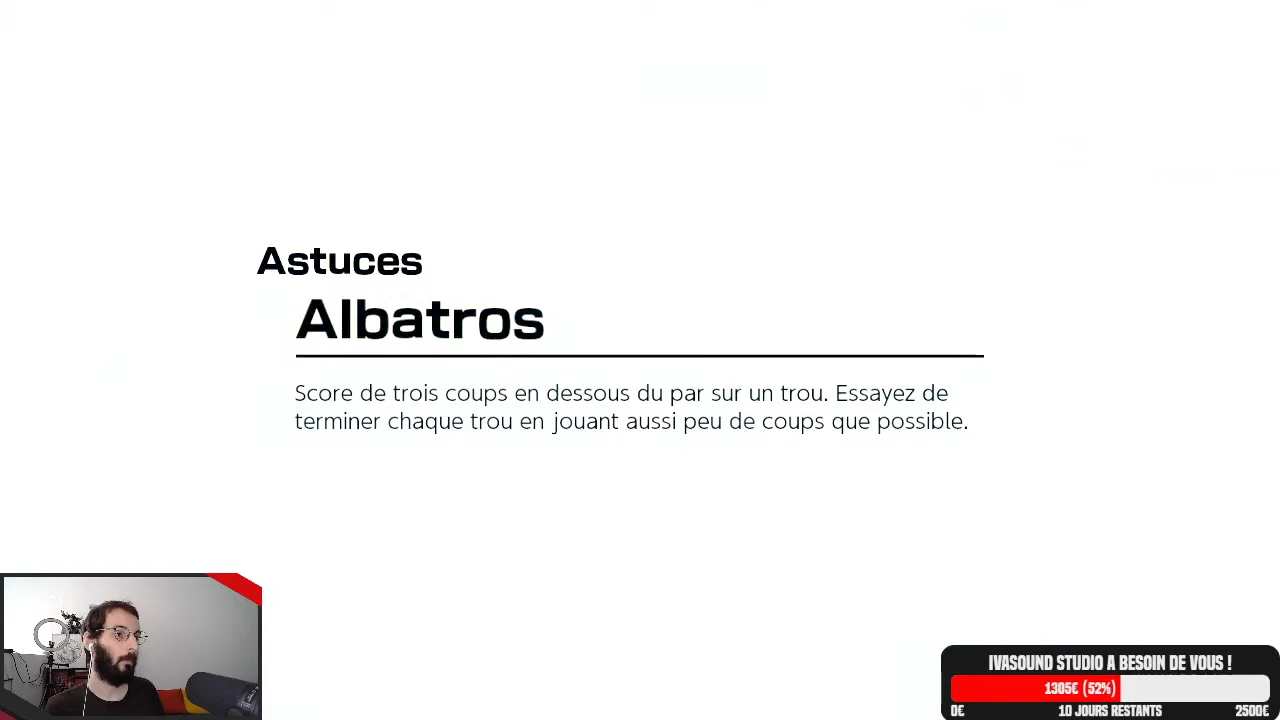 Astuces
Albatros
Score de trois coups en dessous du par sur un trou. Essayez de
terminer chaque trou en jouant aussi peu de coups que possible.
IVASOUND STUDIO A BESOIN DE VOUS !
1305€ (52%)
0€ 10 JOURS RESTANTS 2500€